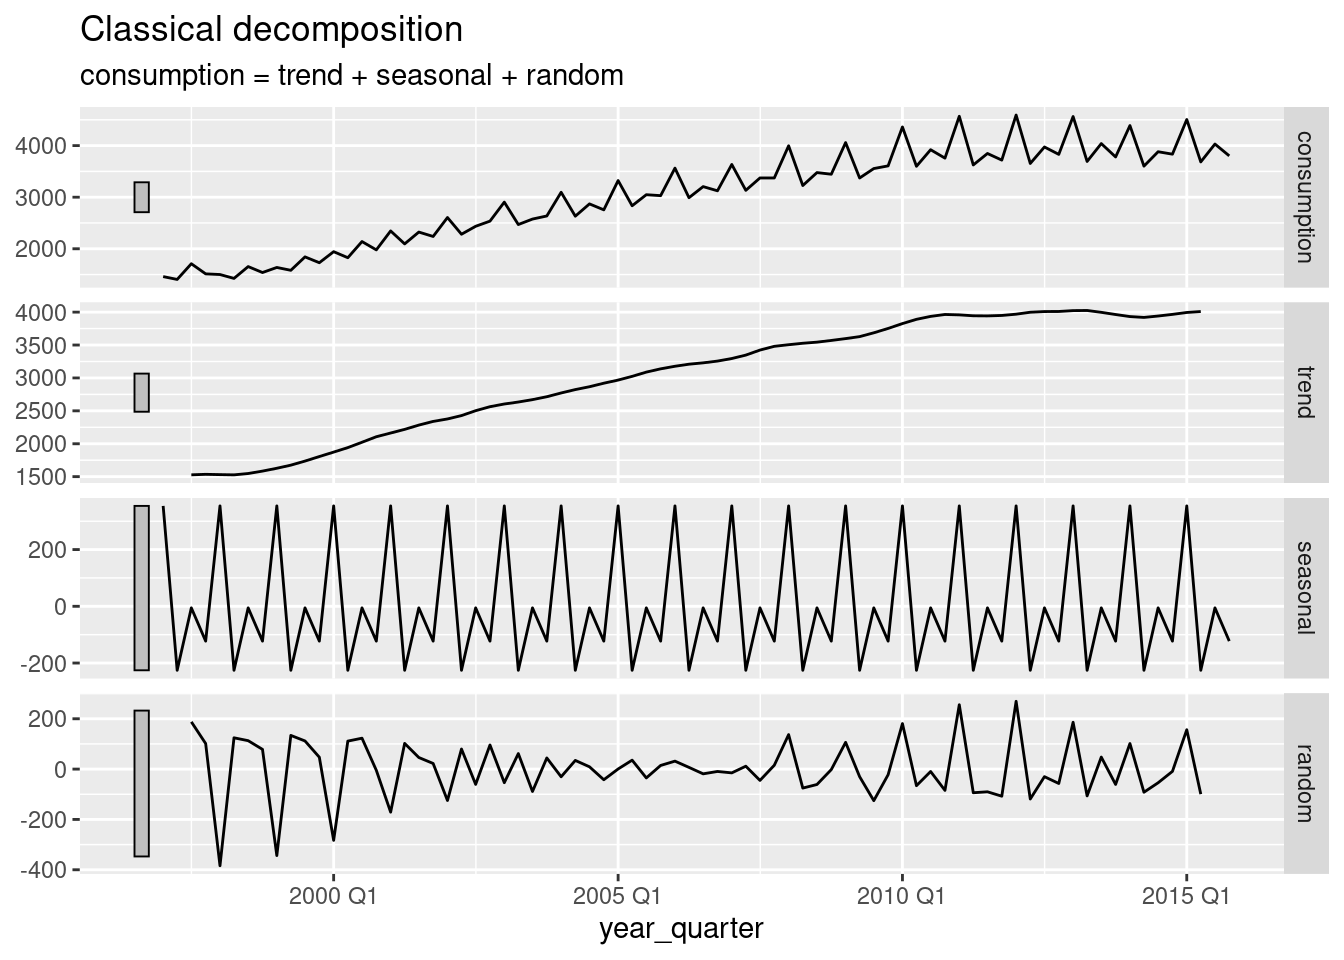 Classical decomposition
consumption = trend + seasonal + random
4000
3000
2000
consumption
4000
3500
3000
2500
2000
1500
trend
200
0
-200
seasonal
200
0
-200
-400
random
2000 Q1 2005 Q1 2010 Q1 2015 Q1
year_quarter